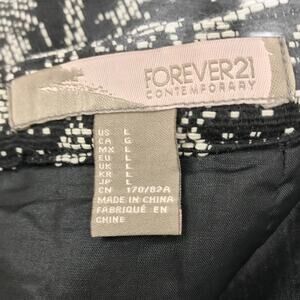 FOREVER21
CONTEMPORARY
US L
CA G
MX L
EU L
UK L
KR L
JP L
CN 170/82A
MADE IN CHINA
FABRIQUÉ EN
CHINE